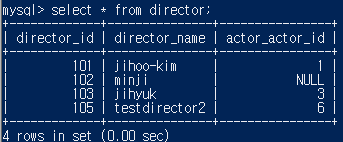 mysql> select * from director;
+-------------+---------------+----------------+
| director_id | director_name | actor_actor_id |
+-------------+---------------+----------------+
| 101 | jihoo-kim | 1 |
| 102 | minji | NULL |
| 103 | jihyuk | 3 |
| 105 | testdirector2 | 6 |
+-------------+---------------+----------------+
4 rows in set (0.00 sec)